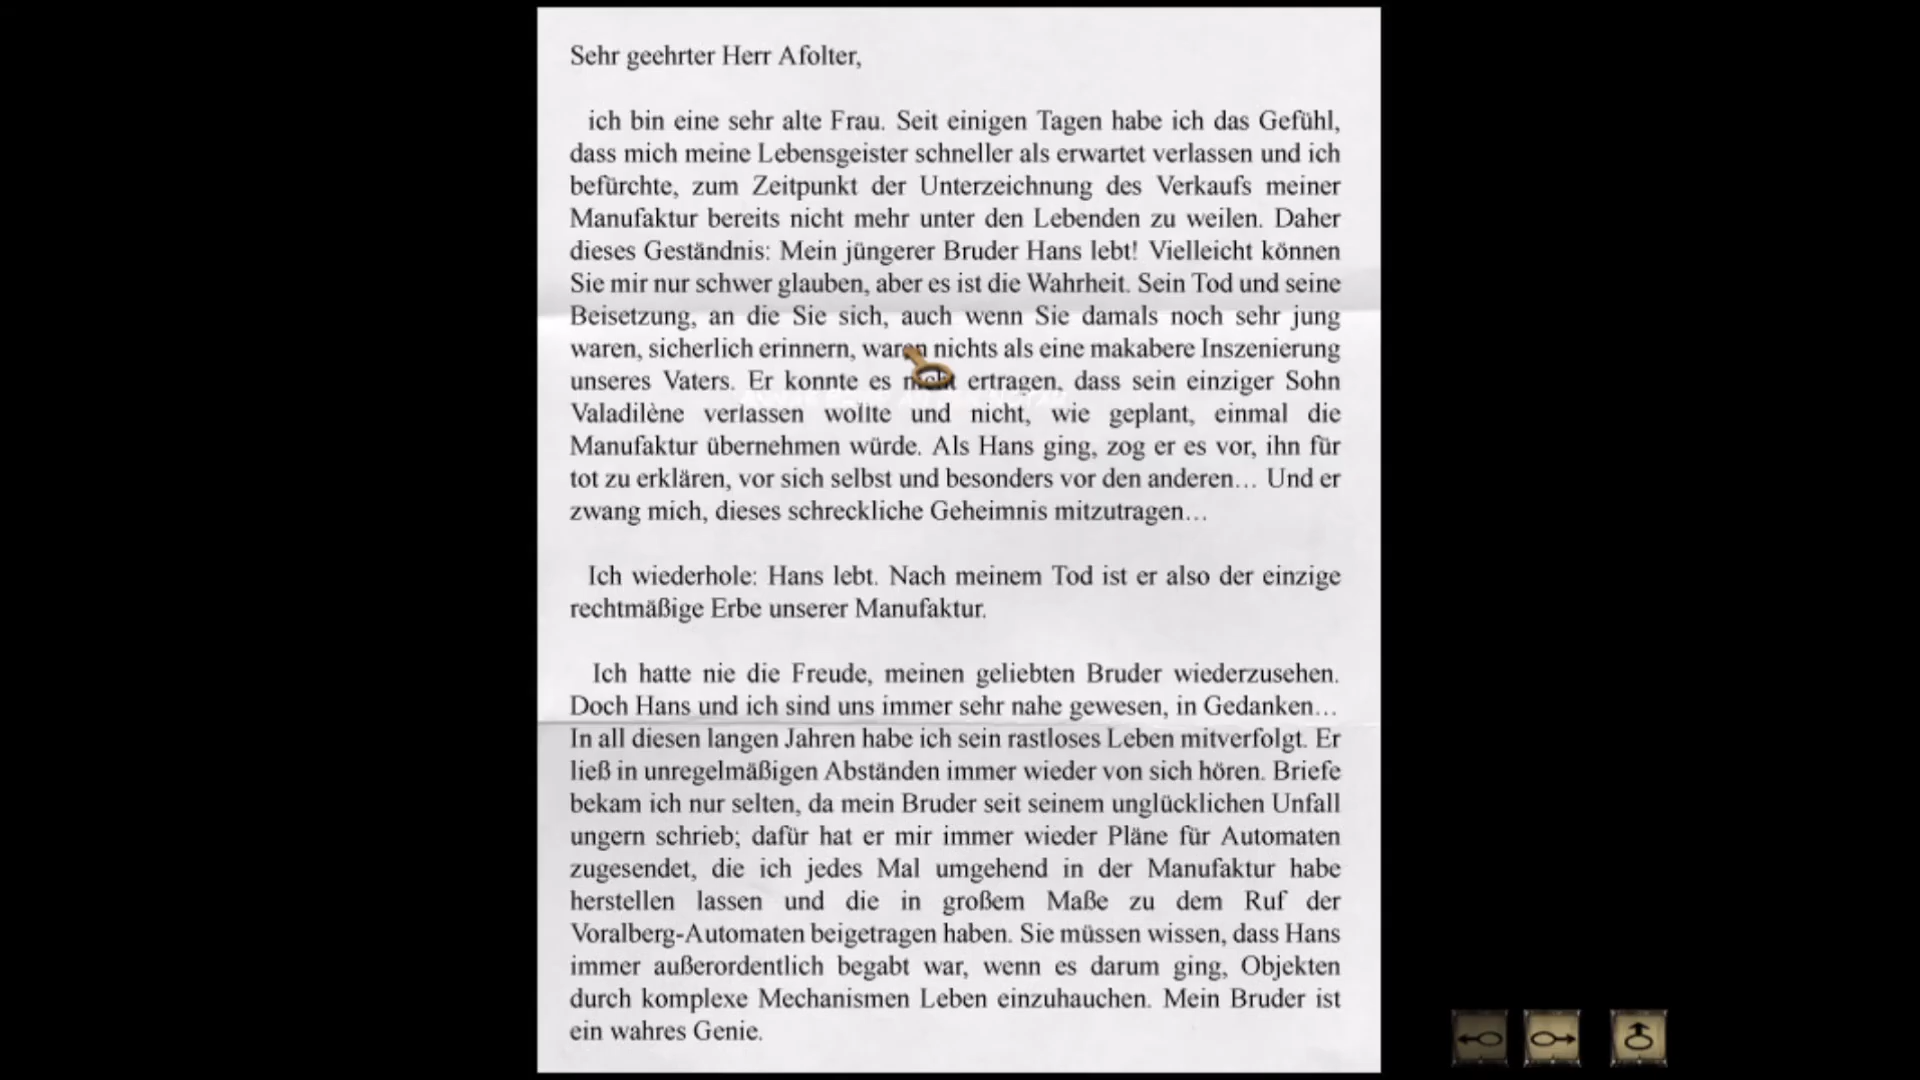 Sehr geehrter Herr Afolter,
ich bin eine sehr alte Frau. Seit einigen Tagen habe ich das Gefühl,
dass mich meine Lebensgeister schneller als erwartet verlassen und ich
befürchte, zum Zeitpunkt der Unterzeichnung des Verkaufs meiner
Manufaktur bereits nicht mehr unter den Lebenden zu weilen. Daher
dieses Geständnis: Mein jüngerer Bruder Hans lebt! Vielleicht können
Sie mir nur schwer glauben, aber es ist die Wahrheit. Sein Tod und seine
Beisetzung, an die Sie sich, auch wenn Sie damals noch sehr jung
waren, sicherlich erinnern, waren nichts als eine makabere Inszenierung
unseres Vaters. Er konnte es nicht ertragen, dass sein einziger Sohn
Valadilène verlassen wollte und nicht, wie geplant, einmal die
Manufaktur übernehmen würde. Als Hans ging, zog er es vor, ihn für
tot zu erklären, vor sich selbst und besonders vor den anderen… Und er
zwang mich, dieses schreckliche Geheimnis mitzutragen…
Ich wiederhole: Hans lebt. Nach meinem Tod ist er also der einzige
rechtmäßige Erbe unserer Manufaktur.
Ich hatte nie die Freude, meinen geliebten Bruder wiederzusehen.
Doch Hans und ich sind uns immer sehr nahe gewesen, in Gedanken…
In all diesen langen Jahren habe ich sein rastloses Leben mitverfolgt. Er
ließ in unregelmäßigen Abständen immer wieder von sich hören. Briefe
bekam ich nur selten, da mein Bruder seit seinem unglücklichen Unfall
ungern schrieb; dafür hat er mir immer wieder Pläne für Automaten
zugesendet, die ich jedes Mal umgehend in der Manufaktur habe
herstellen lassen und die in großem Maße zu dem Ruf der
Voralberg-Automaten beigetragen haben. Sie müssen wissen, dass Hans
immer außerordentlich begabt war, wenn es darum ging, Objekten
durch komplexe Mechanismen Leben einzuhauchen. Mein Bruder ist
ein wahres Genie.